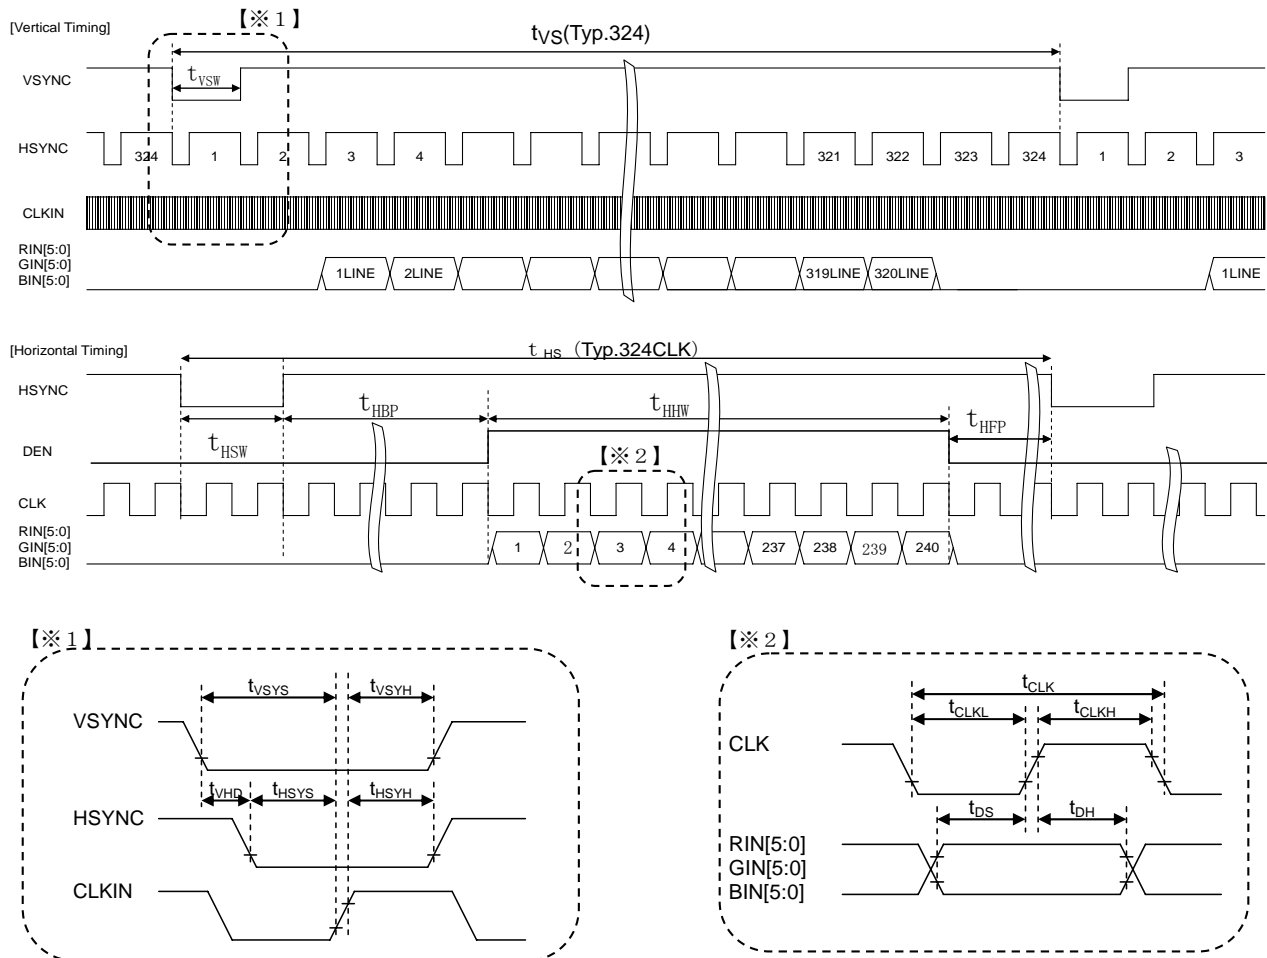 [Vertical Timing]
【※1】
tVS(Typ.324)
VSYNC
tVSW
HSYNC
324 1 2 3 4 321 322 323 324 1 2 3
CLKIN
RIN[5:0]
GIN[5:0]
BIN[5:0]
1LINE 2LINE 319LINE 320LINE 1LINE
[Horizontal Timing]
tHS (Typ.324CLK)
HSYNC
tHBP tHHW tHFP
tHSW
DEN
【※2】
CLK
RIN[5:0]
GIN[5:0]
BIN[5:0]
1 2 3 4 237 238 239 240
【※1】
tVSYS tVSYH
VSYNC
tVHD tHSYS tHSYH
HSYNC
CLKIN
【※2】
tCLK
tCLKL tCLKH
CLK
tDS tDH
RIN[5:0]
GIN[5:0]
BIN[5:0]